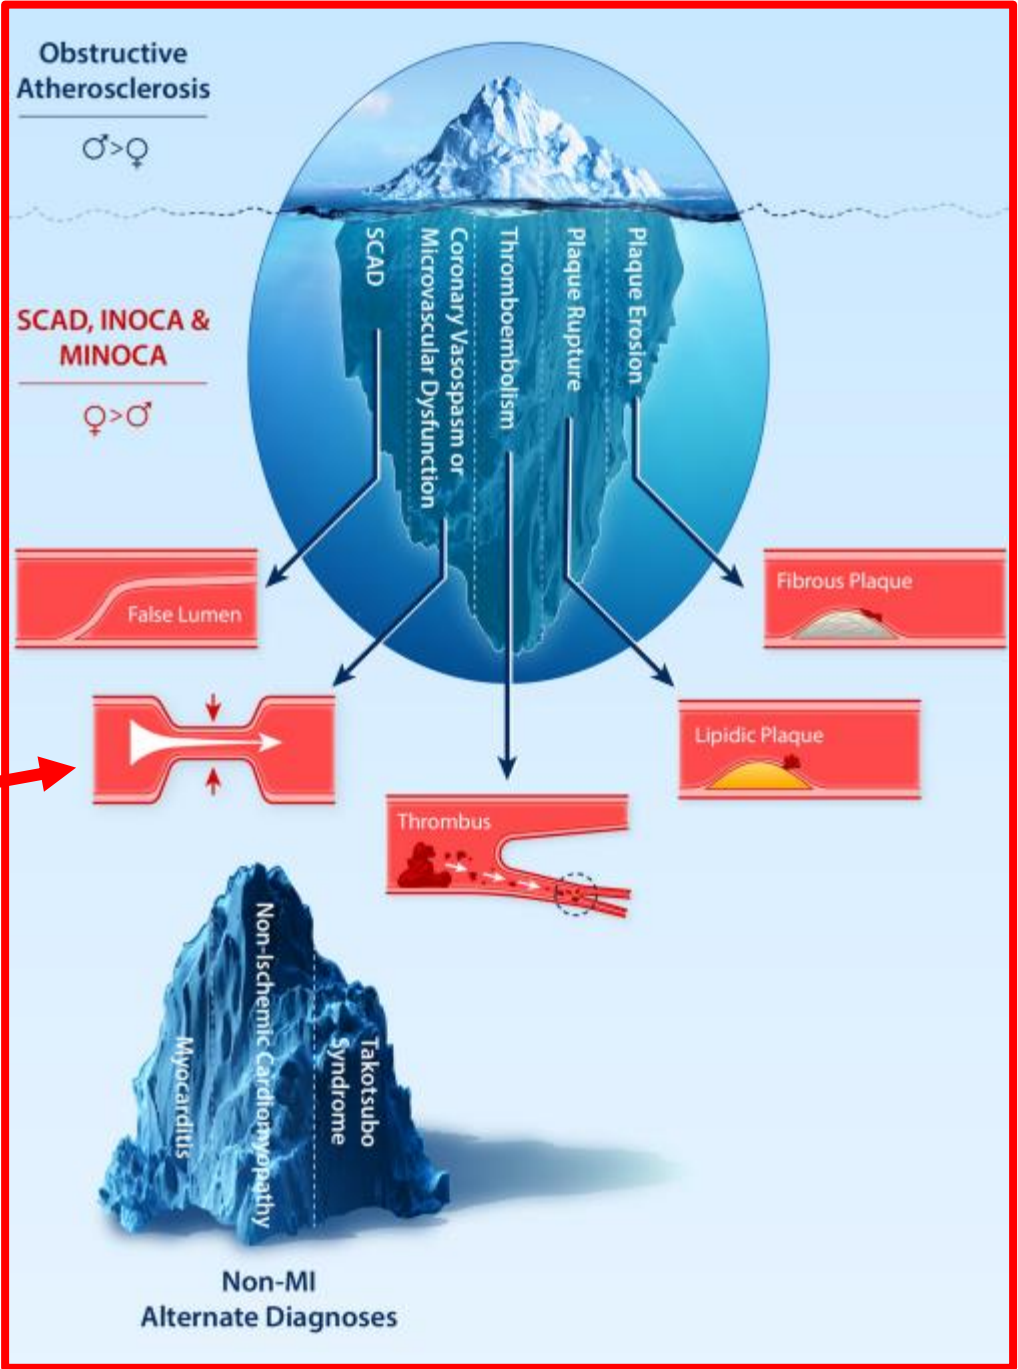 Obstructive
Atherosclerosis
♂>♀
SCAD, INOCA &
MINOCA
♀>♂
SCAD
Coronary Vasospasm or
Microvascular Dysfunction
Thromboembolism
Plaque Rupture
Plaque Erosion
False Lumen
Fibrous Plaque
Lipidic Plaque
Thrombus
Myocarditis
Non-Ischemic Cardiomyopathy
Takotsubo
Syndrome
Non-MI
Alternate Diagnoses